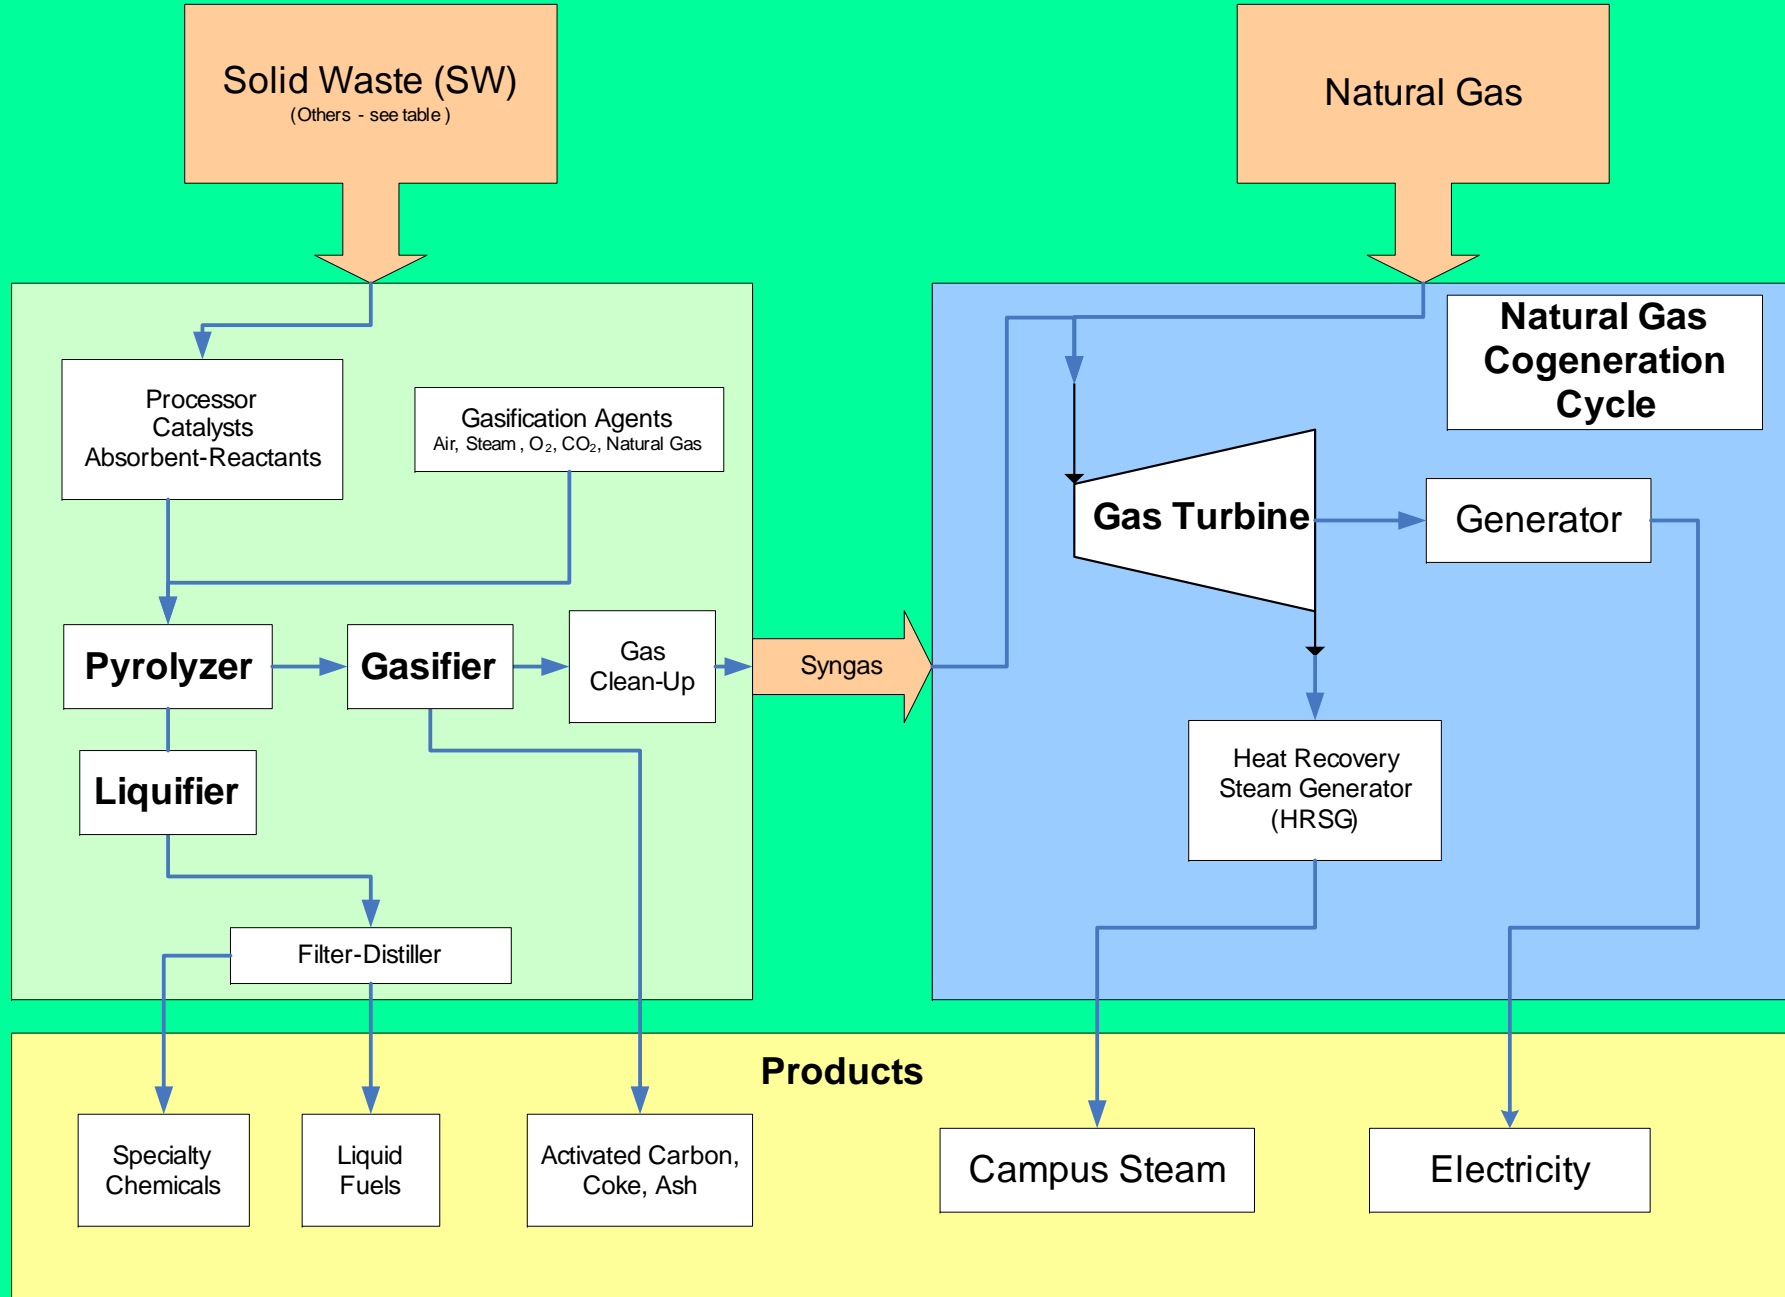 Solid Waste (SW)
(Others - see table)
Natural Gas
Natural Gas
Cogeneration
Cycle
Processor
Catalysts
Absorbent-Reactants
Gasification Agents
Air, Steam, O₂, CO₂, Natural Gas
Gas Turbine
Generator
Pyrolyzer
Gasifier
Gas
Clean-Up
Syngas
Liquifier
Heat Recovery
Steam Generator
(HRSG)
Filter-Distiller
Products
Specialty
Chemicals
Liquid
Fuels
Activated Carbon,
Coke, Ash
Campus Steam
Electricity